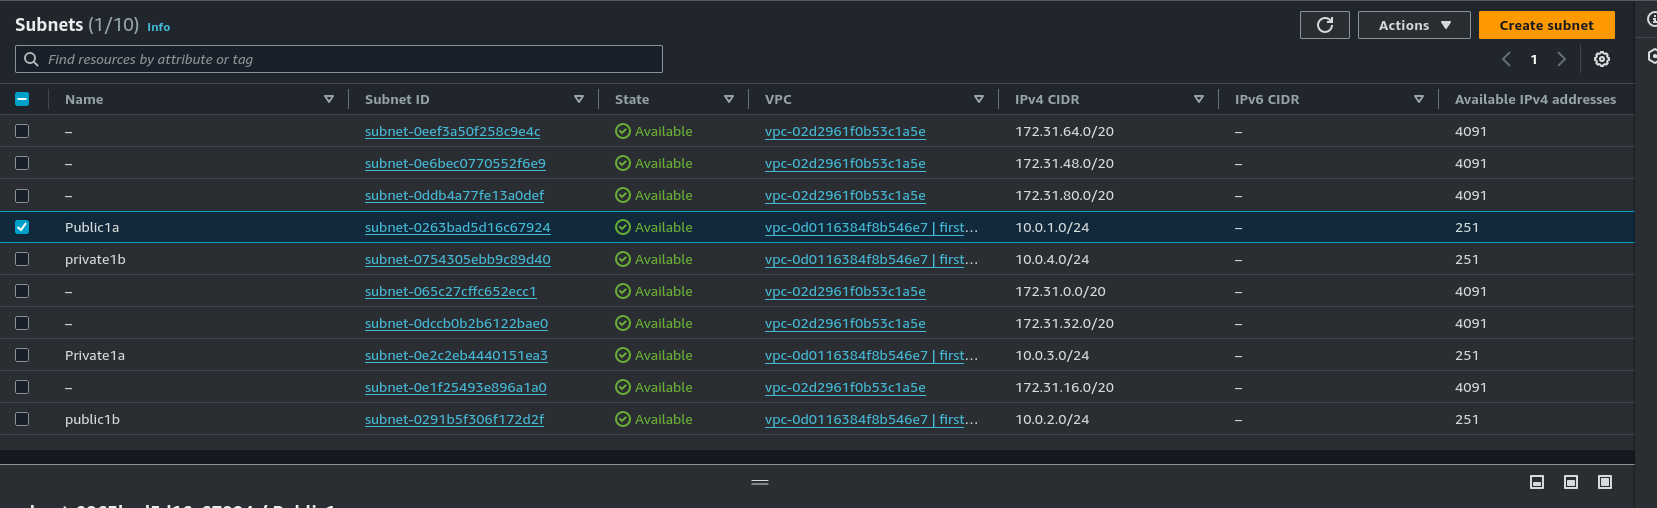 Subnets (1/10) Info
Actions Create subnet
Find resources by attribute or tag
1
Name Subnet ID State VPC IPv4 CIDR IPv6 CIDR Available IPv4 addresses
– subnet-0eef3a50f258c9e4c Available vpc-02d2961f0b53c1a5e 172.31.64.0/20 – 4091
– subnet-0e6bec0770552f6e9 Available vpc-02d2961f0b53c1a5e 172.31.48.0/20 – 4091
– subnet-0ddb4a77fe13a0def Available vpc-02d2961f0b53c1a5e 172.31.80.0/20 – 4091
Public1a subnet-0263bad5d16c67924 Available vpc-0d0116384f8b546e7 | first… 10.0.1.0/24 – 251
private1b subnet-0754305ebb9c89d40 Available vpc-0d0116384f8b546e7 | first… 10.0.4.0/24 – 251
– subnet-065c27cffc652ecc1 Available vpc-02d2961f0b53c1a5e 172.31.0.0/20 – 4091
– subnet-0dccb0b2b6122bae0 Available vpc-02d2961f0b53c1a5e 172.31.32.0/20 – 4091
Private1a subnet-0e2c2eb4440151ea3 Available vpc-0d0116384f8b546e7 | first… 10.0.3.0/24 – 251
– subnet-0e1f25493e896a1a0 Available vpc-02d2961f0b53c1a5e 172.31.16.0/20 – 4091
public1b subnet-0291b5f306f172d2f Available vpc-0d0116384f8b546e7 | first… 10.0.2.0/24 – 251